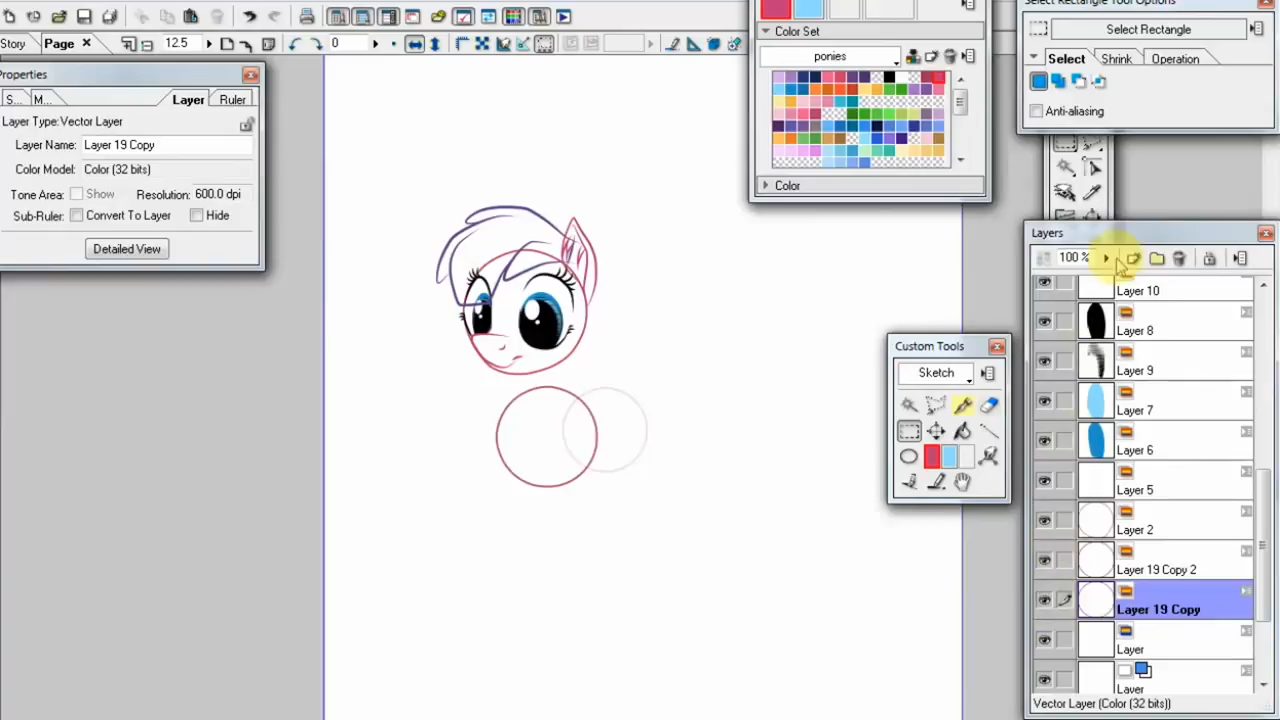 Select Rectangle Tool Options
12.5
0
Story
Page
Color Set
ponies
Color
Select Rectangle
Select
Shrink
Operation
Anti-aliasing
Properties
S...
M...
Layer
Ruler
Layer Type:Vector Layer
Layer Name: Layer 19 Copy
Color Model: Color (32 bits)
Tone Area: Show Resolution: 600.0 dpi
Sub-Ruler: Convert To Layer Hide
Detailed View
Custom Tools
Sketch
Layers
100 %
Layer 10
Layer 8
Layer 9
Layer 7
Layer 6
Layer 5
Layer 2
Layer 19 Copy 2
Layer 19 Copy
Layer
Layer
Vector Layer (Color (32 bits))